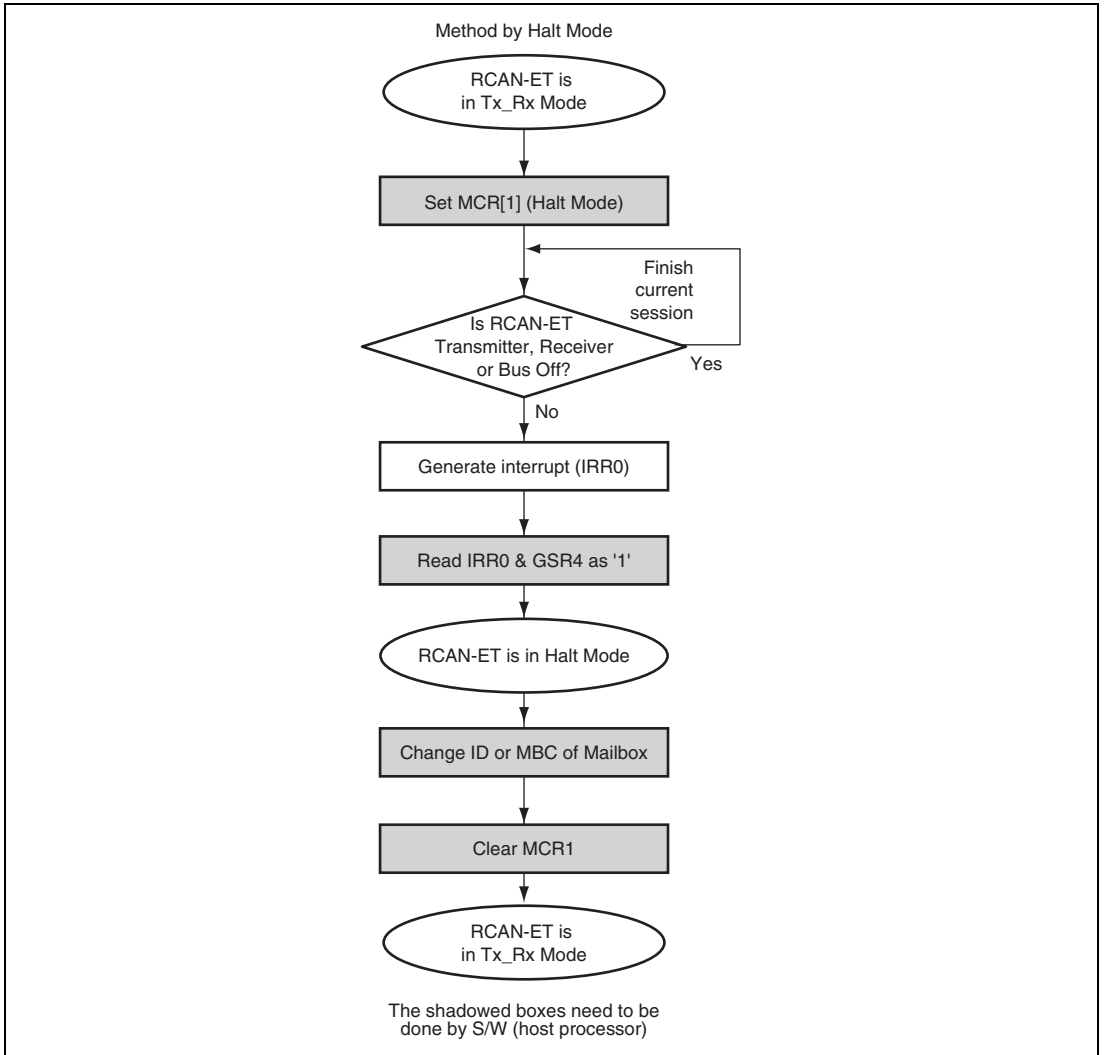 Method by Halt Mode
RCAN-ET is
in Tx_Rx Mode
Set MCR[1] (Halt Mode)
Finish
current
session
Is RCAN-ET
Transmitter, Receiver
or Bus Off?
Yes
No
Generate interrupt (IRR0)
Read IRR0 & GSR4 as '1'
RCAN-ET is in Halt Mode
Change ID or MBC of Mailbox
Clear MCR1
RCAN-ET is
in Tx_Rx Mode
The shadowed boxes need to be
done by S/W (host processor)